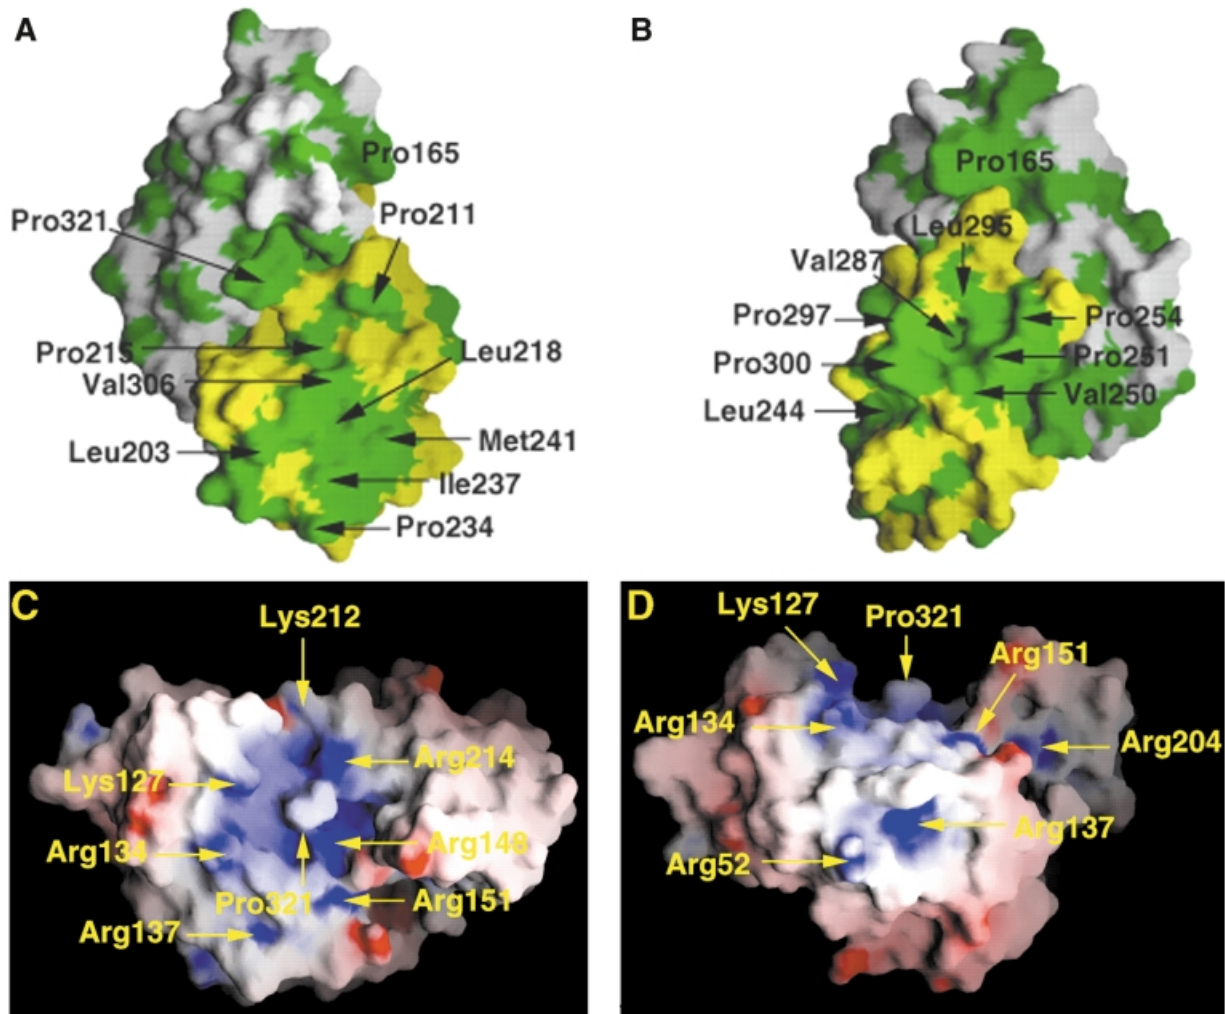 A
Pro165
Pro321
Pro211
Pro215
Leu218
Val306
Leu203
Met241
Ile237
Pro234
B
Pro165
Leu295
Val287
Pro297
Pro254
Pro300
Pro251
Leu244
Val250
C
Lys212
Lys127
Arg214
Arg134
Arg148
Pro321
Arg151
Arg137
D
Lys127
Pro321
Arg151
Arg134
Arg204
Arg137
Arg52